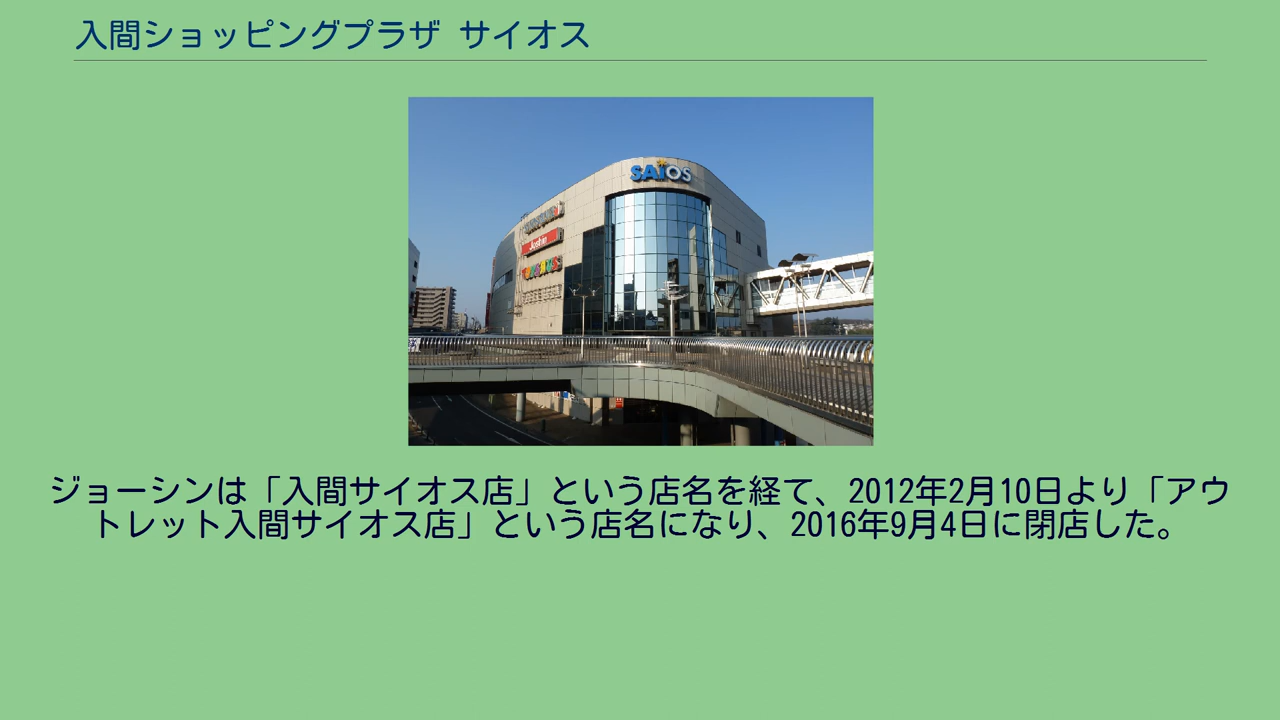 入間ショッピングプラザ サイオス
SAiOS
Joshin
ジョーシンは「入間サイオス店」という店名を経て、2012年2月10日より「アウ
トレット入間サイオス店」という店名になり、2016年9月4日に閉店した。